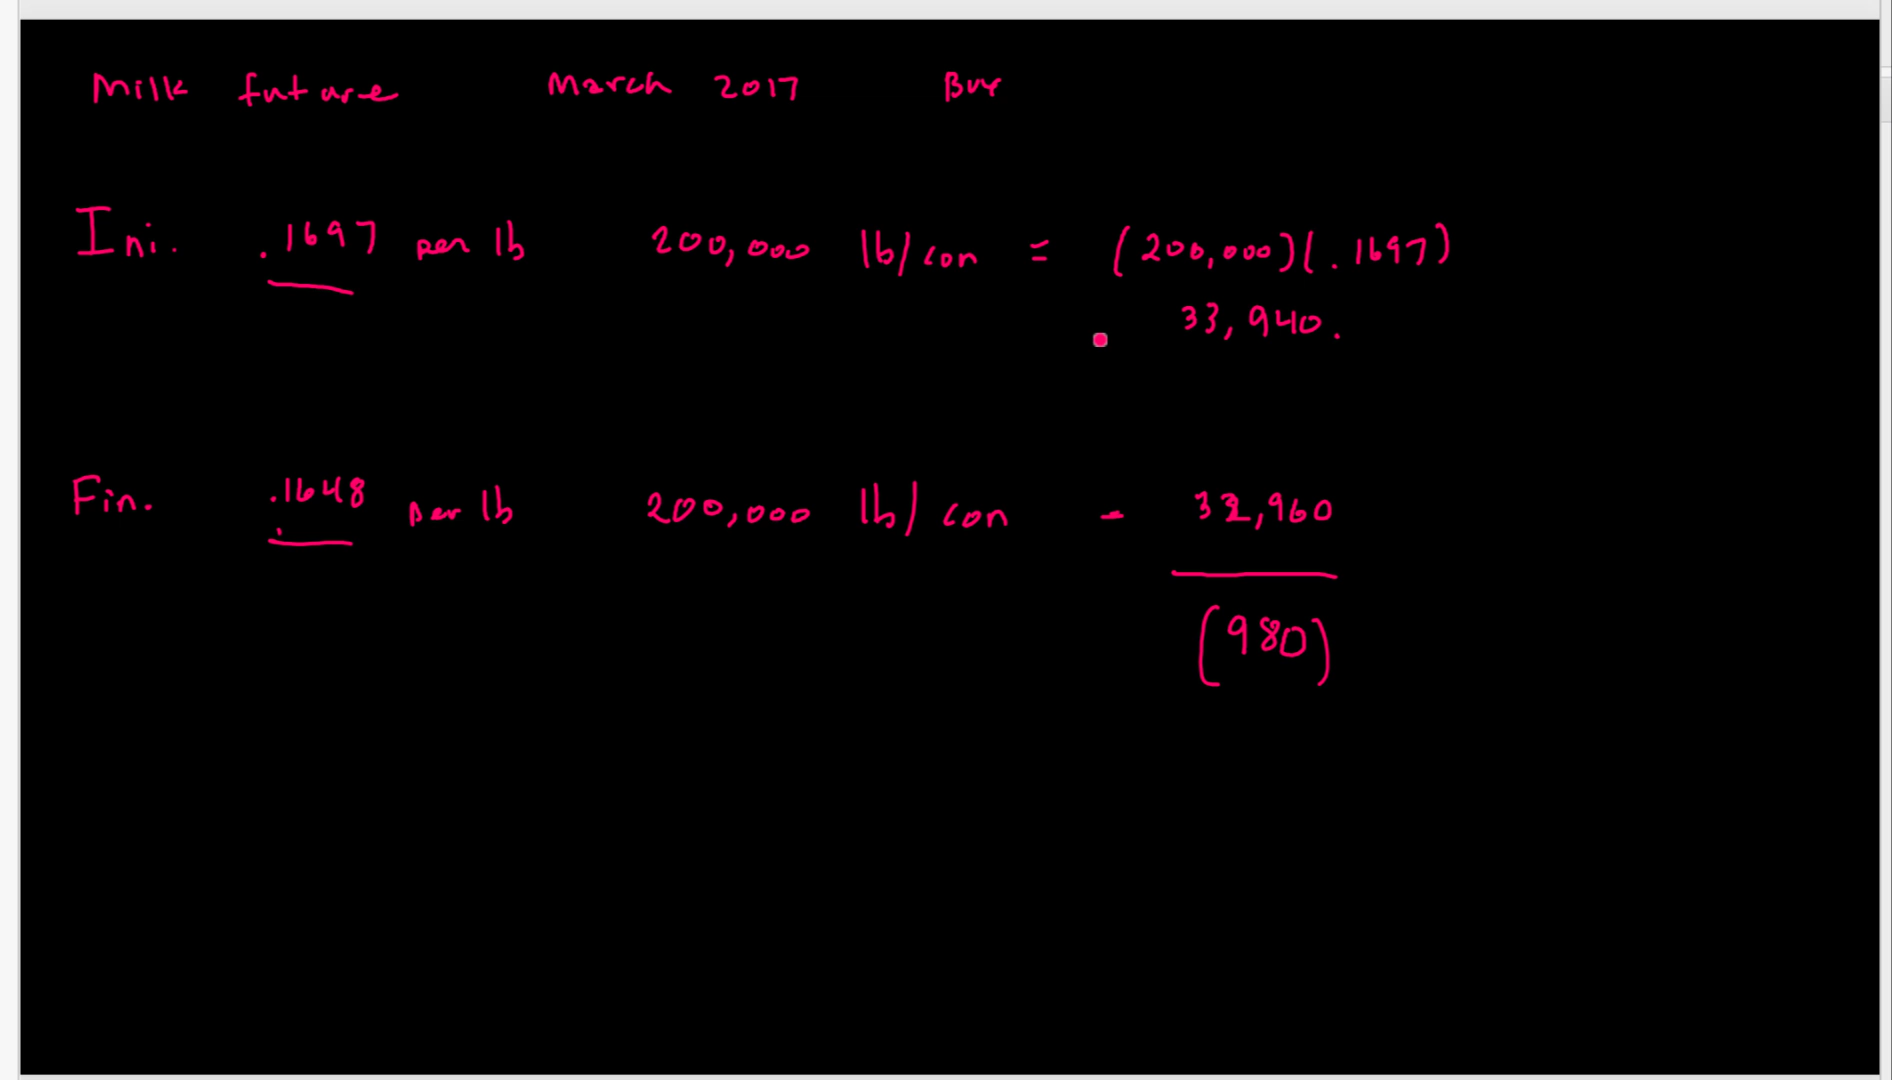 Milk future March 2017 Buy
Ini. .1697 per lb 200,000 lb/con = (200,000)(.1697)
33,940.
Fin. .1648 per lb 200,000 lb/con - 32,960
(980)